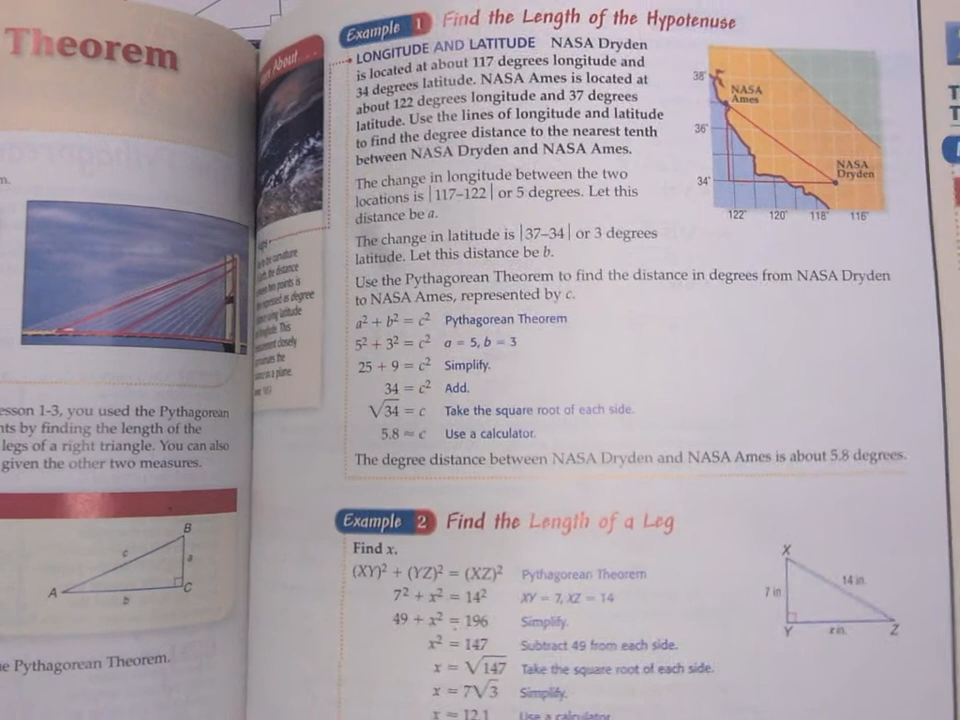 Theorem
esson 1-3, you used the Pythagorean
nts by finding the length of the
legs of a right triangle. You can also
given the other two measures.
B
c
a
A
b
C
e Pythagorean Theorem.
About...
Example 1 Find the Length of the Hypotenuse
LONGITUDE AND LATITUDE NASA Dryden
is located at about 117 degrees longitude and
34 degrees latitude. NASA Ames is located at
about 122 degrees longitude and 37 degrees
latitude. Use the lines of longitude and latitude
to find the degree distance to the nearest tenth
between NASA Dryden and NASA Ames.
The change in longitude between the two
locations is |117–122| or 5 degrees. Let this
distance be a.
The change in latitude is |37–34| or 3 degrees
latitude. Let this distance be b.
38°
36°
34°
122° 120° 118° 116°
NASA
Ames
NASA
Dryden
Use the Pythagorean Theorem to find the distance in degrees from NASA Dryden
to NASA Ames, represented by c.
a² + b² = c² Pythagorean Theorem
5² + 3² = c² a = 5, b = 3
25 + 9 = c² Simplify.
34 = c² Add.
√34 = c Take the square root of each side.
5.8 ≈ c Use a calculator.
The degree distance between NASA Dryden and NASA Ames is about 5.8 degrees.
Example 2 Find the Length of a Leg
Find x.
(XY)² + (YZ)² = (XZ)² Pythagorean Theorem
7² + x² = 14² XY = 7, XZ = 14
49 + x² = 196 Simplify.
x² = 147 Subtract 49 from each side.
x = √147 Take the square root of each side.
x = 7√3 Simplify.
x ≈ 12.1 Use a calculator.
X
7 in.
14 in.
Y
x in.
Z